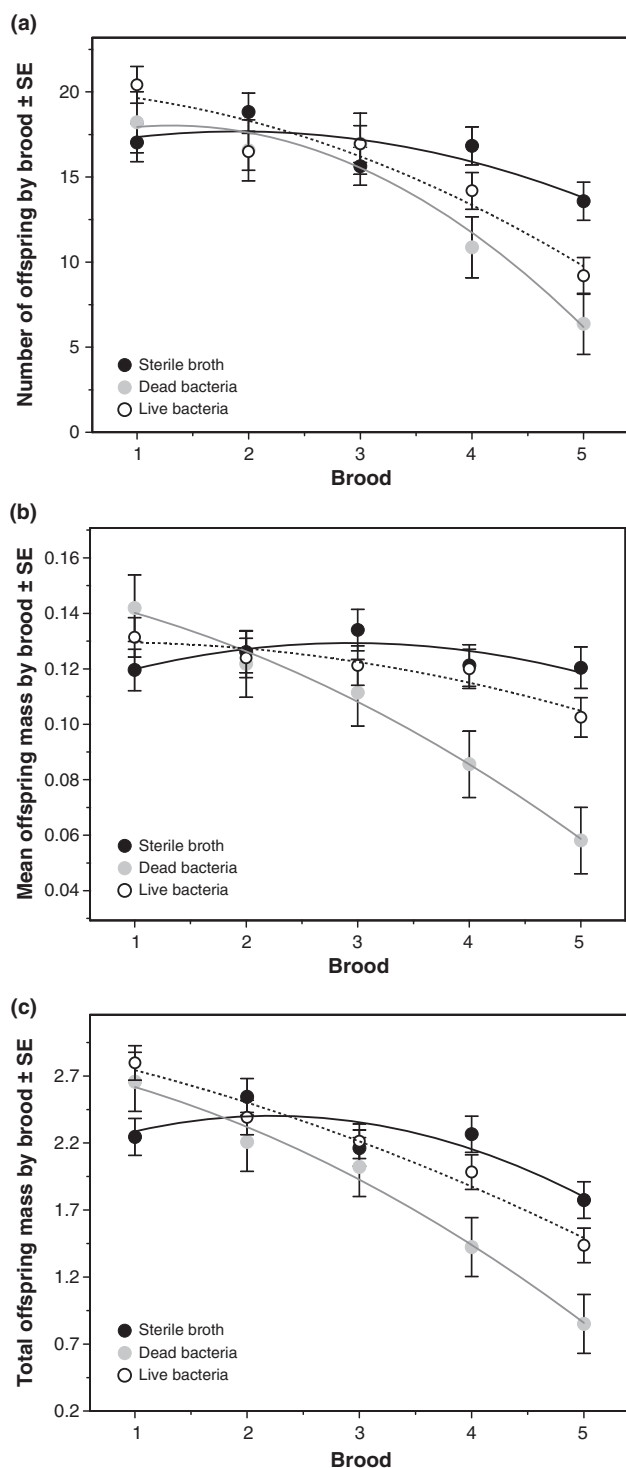 (a)
Number of offspring by brood ± SE
20
15
10
5
0
Sterile broth
Dead bacteria
Live bacteria
1 2 3 4 5
Brood
(b)
Mean offspring mass by brood ± SE
0.16
0.14
0.12
0.10
0.08
0.06
0.04
Sterile broth
Dead bacteria
Live bacteria
1 2 3 4 5
Brood
(c)
Total offspring mass by brood ± SE
2.7
2.2
1.7
1.2
0.7
0.2
Sterile broth
Dead bacteria
Live bacteria
1 2 3 4 5
Brood